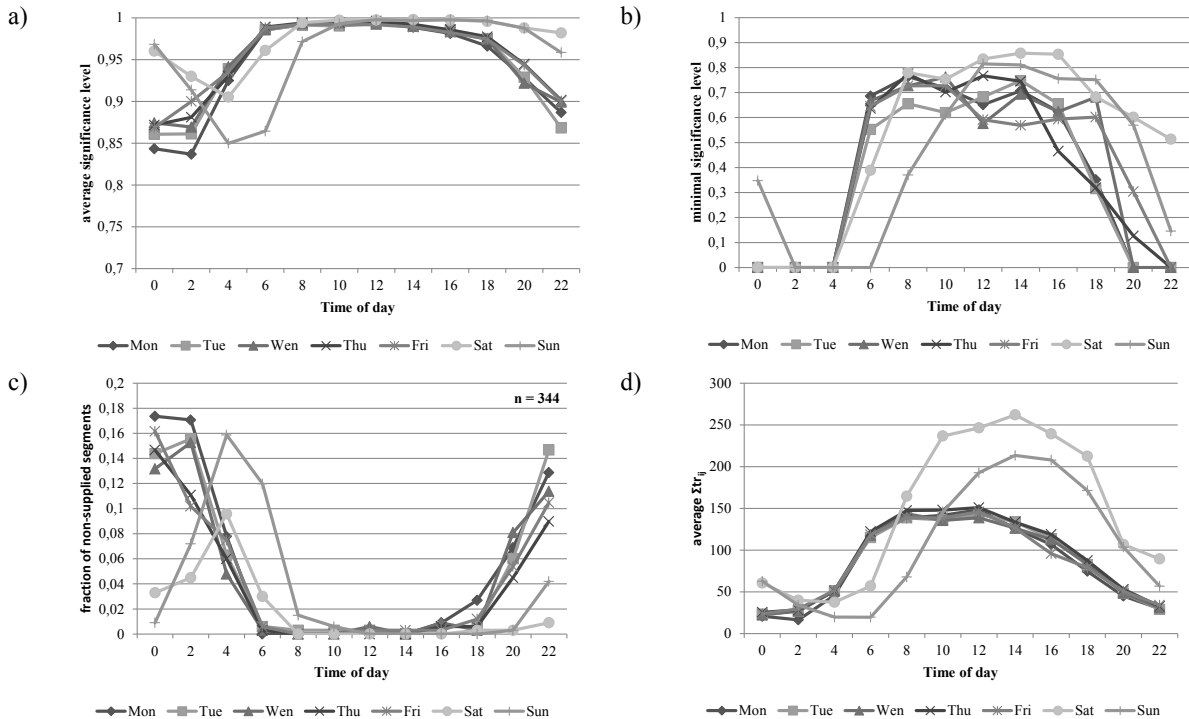 a)
average significance level
1
0,95
0,9
0,85
0,8
0,75
0,7
0 2 4 6 8 10 12 14 16 18 20 22
Time of day
Mon Tue Wen Thu Fri Sat Sun
b)
minimal significance level
1
0,9
0,8
0,7
0,6
0,5
0,4
0,3
0,2
0,1
0
0 2 4 6 8 10 12 14 16 18 20 22
Time of day
Mon Tue Wen Thu Fri Sat Sun
c)
fraction of non-supplied segments
0,2
0,18
0,16
0,14
0,12
0,1
0,08
0,06
0,04
0,02
0
n = 344
0 2 4 6 8 10 12 14 16 18 20 22
Time of day
Mon Tue Wen Thu Fri Sat Sun
d)
average Σtrij
300
250
200
150
100
50
0
0 2 4 6 8 10 12 14 16 18 20 22
Time of day
Mon Tue Wen Thu Fri Sat Sun